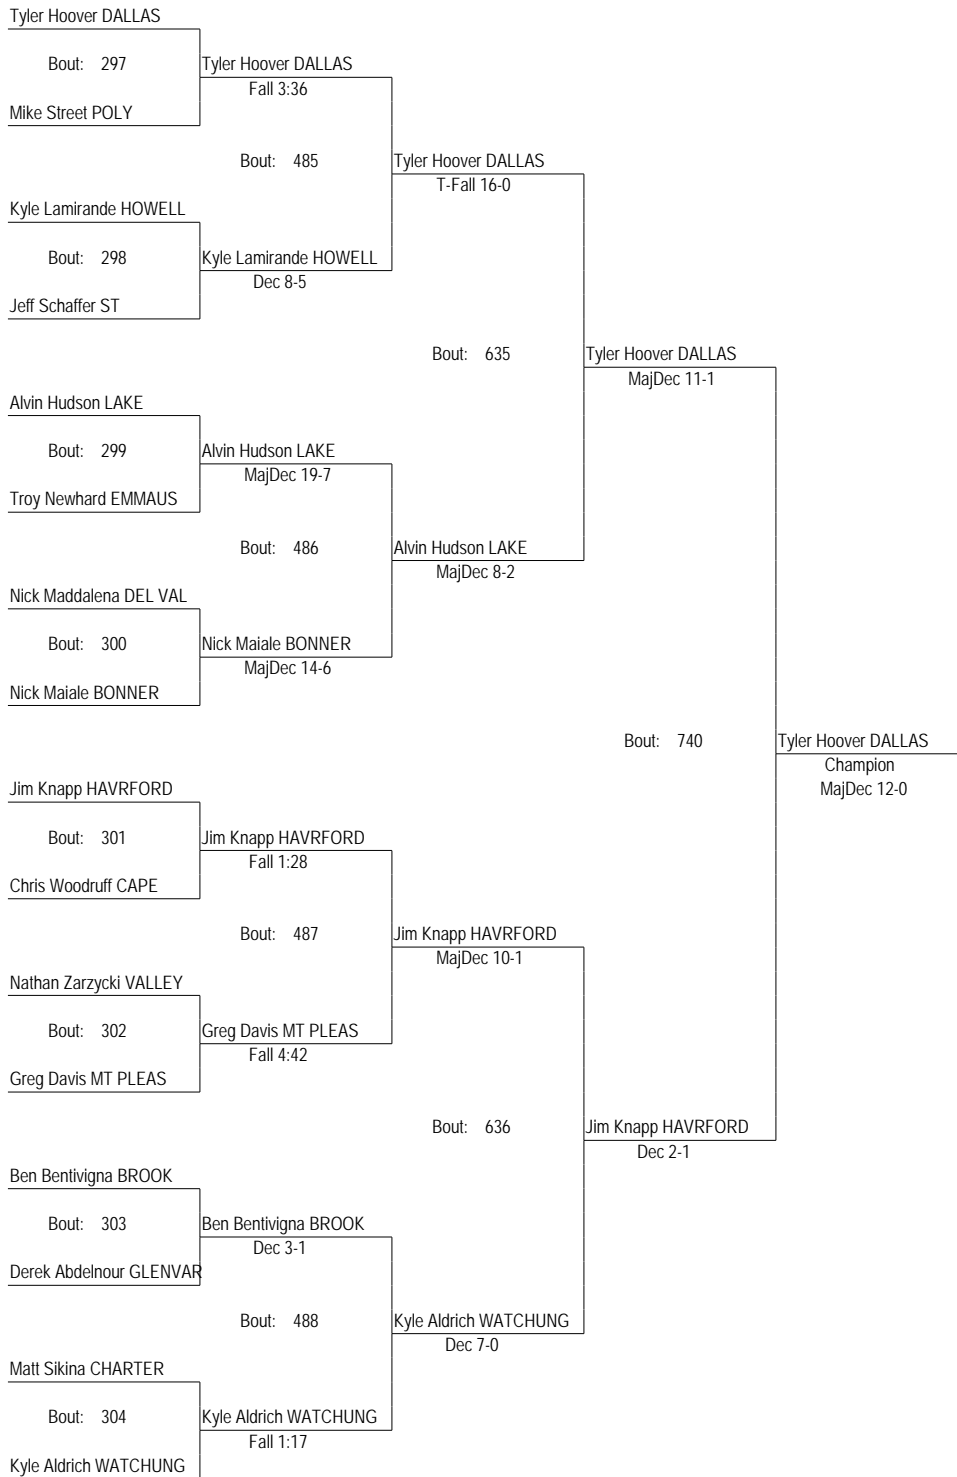 Tyler Hoover DALLAS
Bout: 297
Tyler Hoover DALLAS
Fall 3:36
Mike Street POLY
Bout: 485
Tyler Hoover DALLAS
T-Fall 16-0
Kyle Lamirande HOWELL
Bout: 298
Kyle Lamirande HOWELL
Dec 8-5
Jeff Schaffer ST
Bout: 635
Tyler Hoover DALLAS
MajDec 11-1
Alvin Hudson LAKE
Bout: 299
Alvin Hudson LAKE
MajDec 19-7
Troy Newhard EMMAUS
Bout: 486
Alvin Hudson LAKE
MajDec 8-2
Nick Maddalena DEL VAL
Bout: 300
Nick Maiale BONNER
MajDec 14-6
Nick Maiale BONNER
Bout: 740
Tyler Hoover DALLAS
Champion
MajDec 12-0
Jim Knapp HAVRFORD
Bout: 301
Jim Knapp HAVRFORD
Fall 1:28
Chris Woodruff CAPE
Bout: 487
Jim Knapp HAVRFORD
MajDec 10-1
Nathan Zarzycki VALLEY
Bout: 302
Greg Davis MT PLEAS
Fall 4:42
Greg Davis MT PLEAS
Bout: 636
Jim Knapp HAVRFORD
Dec 2-1
Ben Bentivigna BROOK
Bout: 303
Ben Bentivigna BROOK
Dec 3-1
Derek Abdelnour GLENVAR
Bout: 488
Kyle Aldrich WATCHUNG
Dec 7-0
Matt Sikina CHARTER
Bout: 304
Kyle Aldrich WATCHUNG
Fall 1:17
Kyle Aldrich WATCHUNG